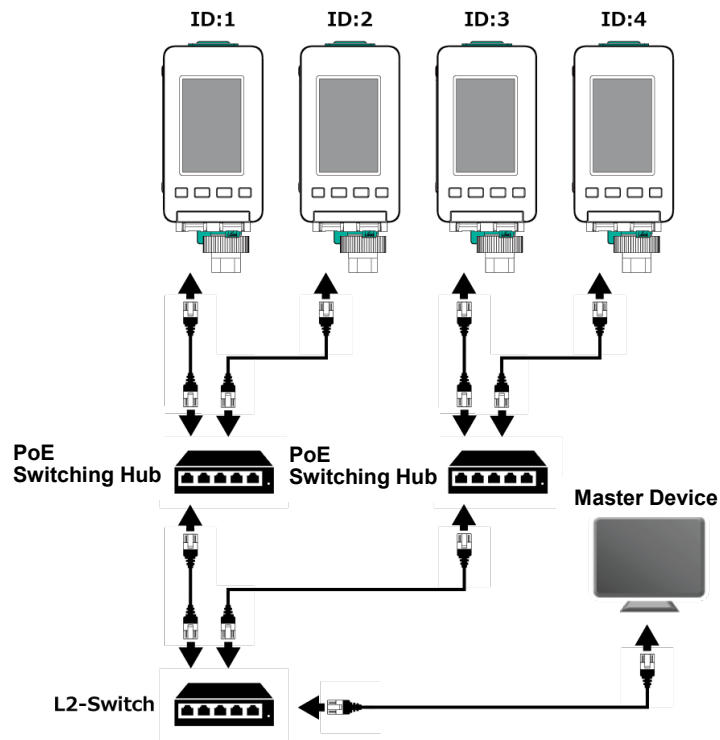 ID:1
ID:2
ID:3
ID:4
PoE
Switching Hub
PoE
Switching Hub
Master Device
L2-Switch